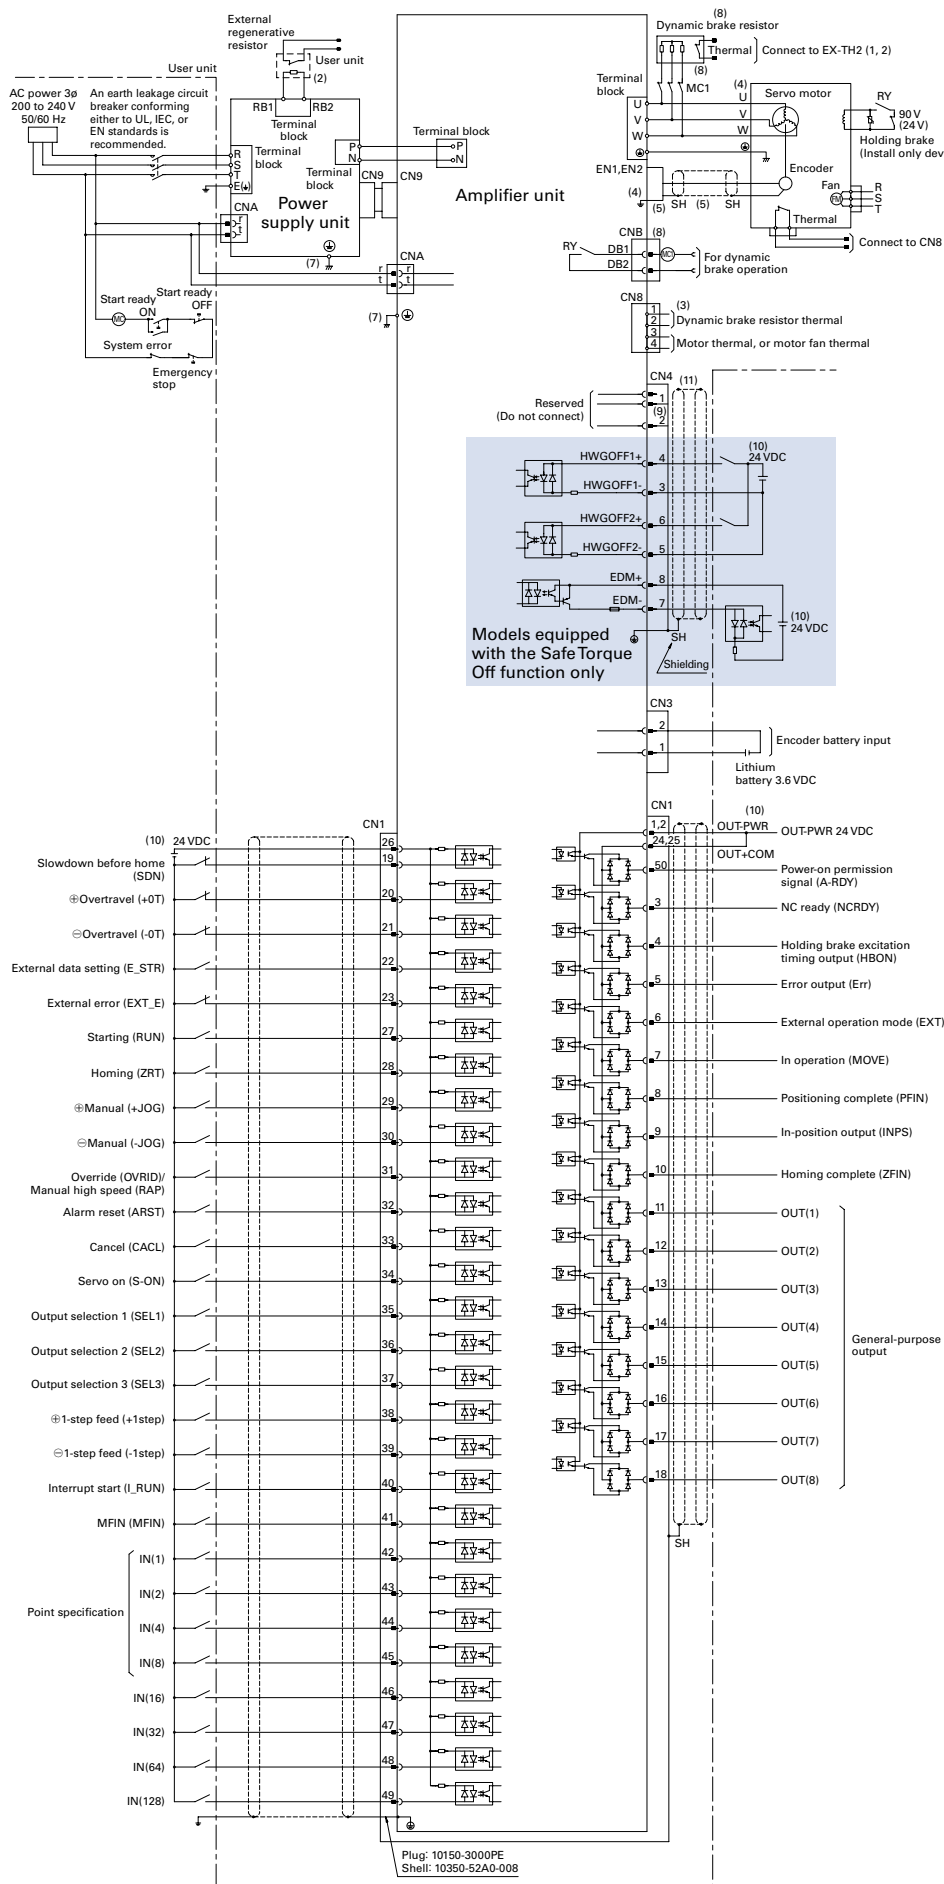 External
regenerative
resistor
User unit
(2)
RB1 RB2
Terminal
block
User unit
AC power 3ø
200 to 240 V
50/60 Hz
An earth leakage circuit
breaker conforming
either to UL, IEC, or
EN standards is
recommended.
R
S
T
E(⏚)
Terminal
block
P
N
Terminal
block
CN9
CN9
Terminal block
P
N
Power
supply unit
Amplifier unit
CNA
r
t
(7)
CNA
r r
t t
(7)
Start ready
ON
Start ready
OFF
MC
System error
Emergency
stop
(8)
Dynamic brake resistor
Thermal
Connect to EX-TH2 (1, 2)
(8)
MC1
Terminal
block
U
V
W
(4)
U
V
W
Servo motor
RY
90 V
(24 V)
Holding brake
(Install only dev
EN1,EN2
(4)
(5)
SH
(5)
SH
Encoder
Fan
FM
R
S
T
Thermal
Connect to CN8
CNB
(8)
RY
DB1
DB2
MC1
For dynamic
brake operation
CN8
1
2
3
4
(3)
Dynamic brake resistor thermal
Motor thermal, or motor fan thermal
CN4
(11)
Reserved
(Do not connect)
1
(9)
2
HWGOFF1+ 4
HWGOFF1- 3
HWGOFF2+ 6
HWGOFF2- 5
EDM+ 8
EDM- 7
(10)
24 VDC
(10)
24 VDC
SH
Shielding
Models equipped
with the Safe Torque
Off function only
CN3
2
1
Encoder battery input
Lithium
battery 3.6 VDC
CN1
(10) 24 VDC
26
Slowdown before home
(SDN)
19
⊕Overtravel (+0T) 20
⊖Overtravel (-0T) 21
External data setting (E_STR) 22
External error (EXT_E) 23
Starting (RUN) 27
Homing (ZRT) 28
⊕Manual (+JOG) 29
⊖Manual (-JOG) 30
Override (OVRID)/
Manual high speed (RAP)
31
Alarm reset (ARST) 32
Cancel (CACL) 33
Servo on (S-ON) 34
Output selection 1 (SEL1) 35
Output selection 2 (SEL2) 36
Output selection 3 (SEL3) 37
⊕1-step feed (+1step) 38
⊖1-step feed (-1step) 39
Interrupt start (I_RUN) 40
MFIN (MFIN) 41
Point specification
IN(1) 42
IN(2) 43
IN(4) 44
IN(8) 45
IN(16) 46
IN(32) 47
IN(64) 48
IN(128) 49
Plug: 10150-3000PE
Shell: 10350-52A0-008
CN1
(10)
1,2 OUT-PWR
OUT-PWR 24 VDC
24,25
OUT+COM
50 Power-on permission
signal (A-RDY)
3 NC ready (NCRDY)
4 Holding brake excitation
timing output (HBON)
5 Error output (Err)
6 External operation mode (EXT)
7 In operation (MOVE)
8 Positioning complete (PFIN)
9 In-position output (INPS)
10 Homing complete (ZFIN)
11 OUT(1)
12 OUT(2)
13 OUT(3)
14 OUT(4)
15 OUT(5)
16 OUT(6)
17 OUT(7)
18 OUT(8)
General-purpose
output
SH